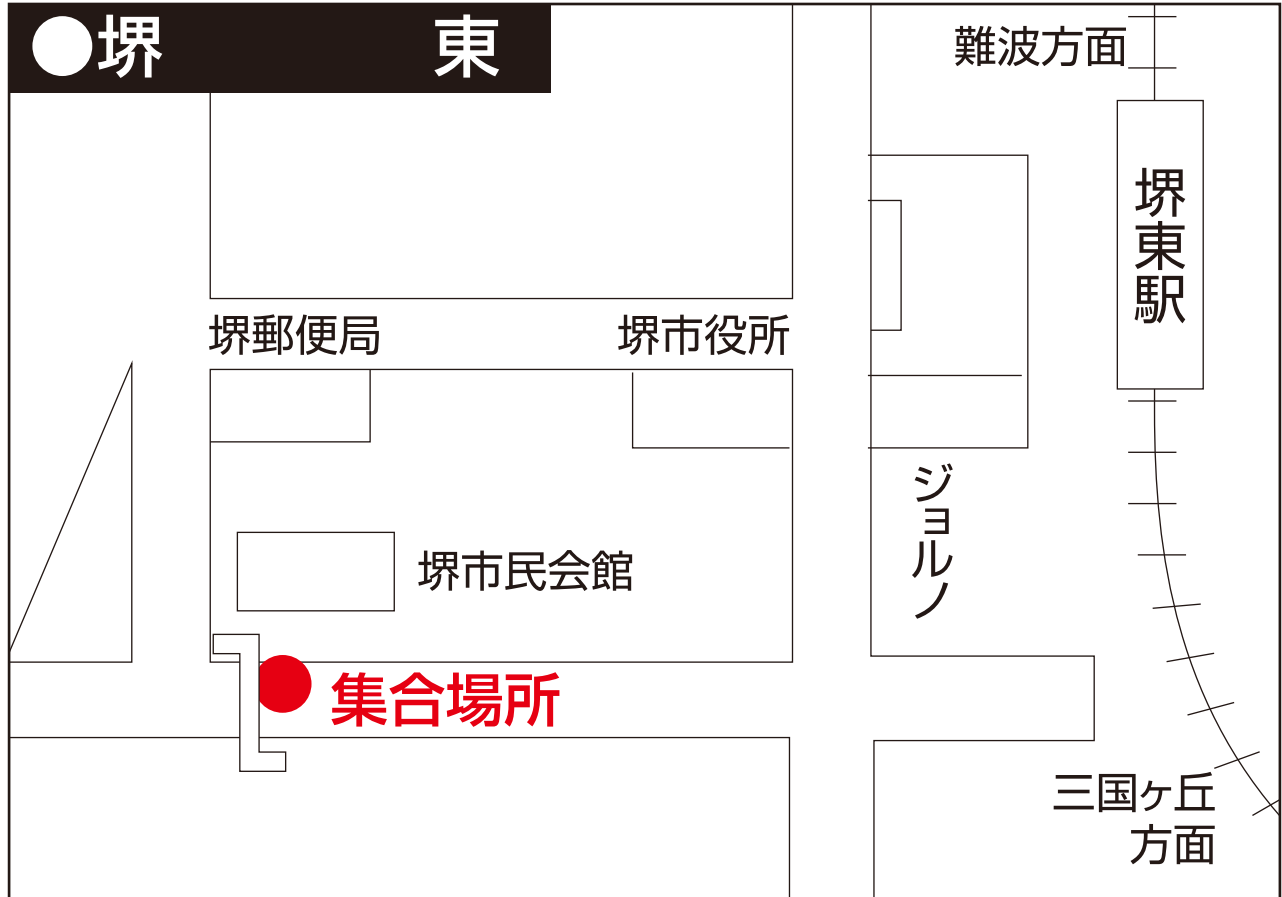 ●堺 東
難波方面
堺東駅
堺郵便局
堺市役所
ジョルノ
堺市民会館
集合場所
三国ヶ丘
方面